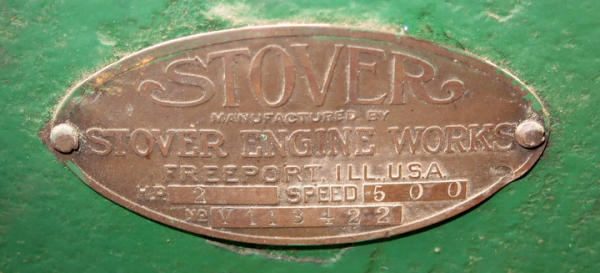 STOVER
MANUFACTURED BY
STOVER ENGINE WORKS
FREEPORT, ILL., U.S.A.
H.P. 2 SPEED 500
No V113422